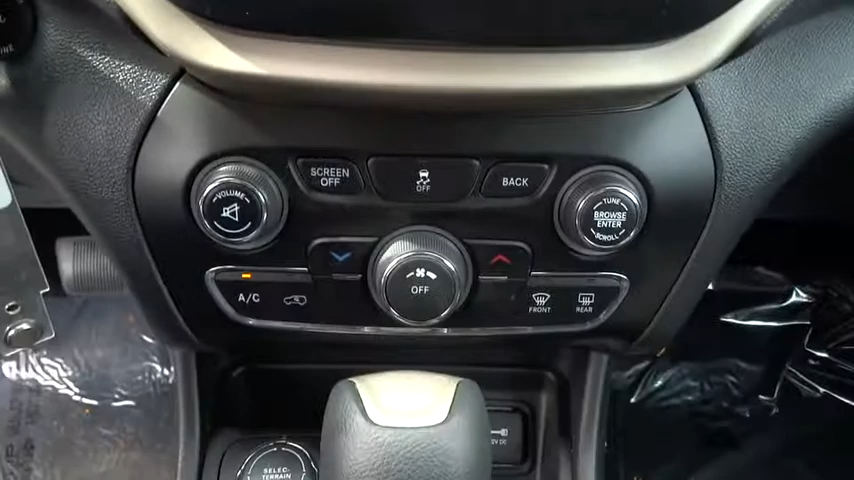 VOLUME
SCREEN
OFF
OFF
BACK
TUNE
BROWSE
ENTER
SCROLL
- +
OFF
A/C
FRONT
REAR
12V DC
SELEC-
TERRAIN